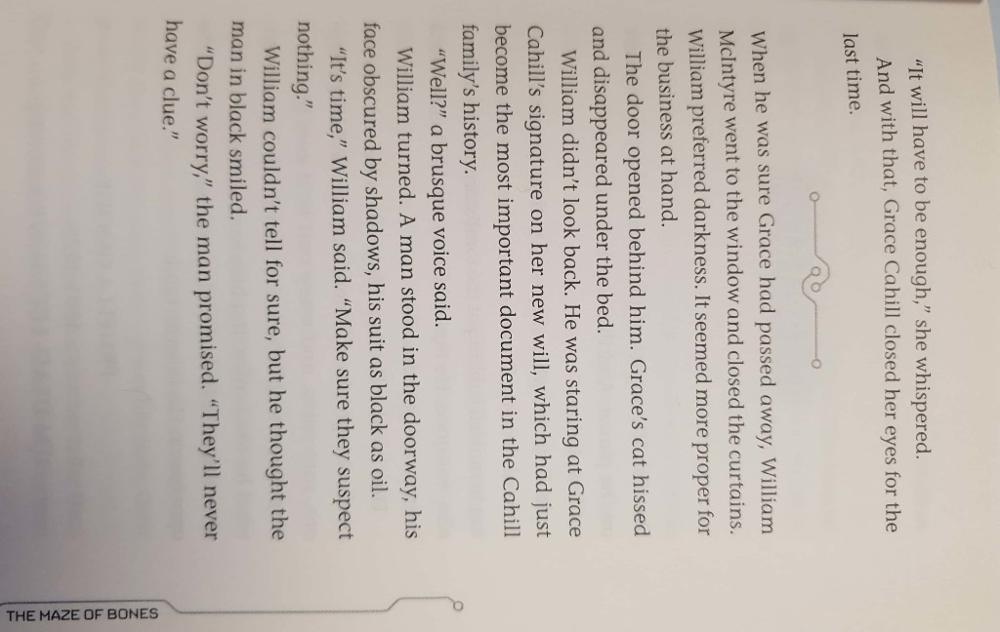 “It will have to be enough,” she whispered.
And with that, Grace Cahill closed her eyes for the
last time.
When he was sure Grace had passed away, William
McIntyre went to the window and closed the curtains.
William preferred darkness. It seemed more proper for
the business at hand.
The door opened behind him. Grace’s cat hissed
and disappeared under the bed.
William didn’t look back. He was staring at Grace
Cahill’s signature on her new will, which had just
become the most important document in the Cahill
family’s history.
“Well?” a brusque voice said.
William turned. A man stood in the doorway, his
face obscured by shadows, his suit as black as oil.
“It’s time,” William said. “Make sure they suspect
nothing.”
William couldn’t tell for sure, but he thought the
man in black smiled.
“Don’t worry,” the man promised. “They’ll never
have a clue.”
THE MAZE OF BONES